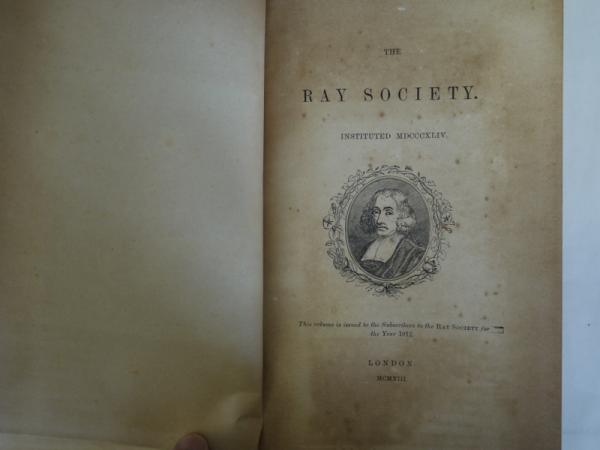 THE
RAY SOCIETY.
INSTITUTED MDCCCXLIV.
This volume is issued to the Subscribers to the RAY SOCIETY for
the Year 1912.
LONDON
MCMXIII